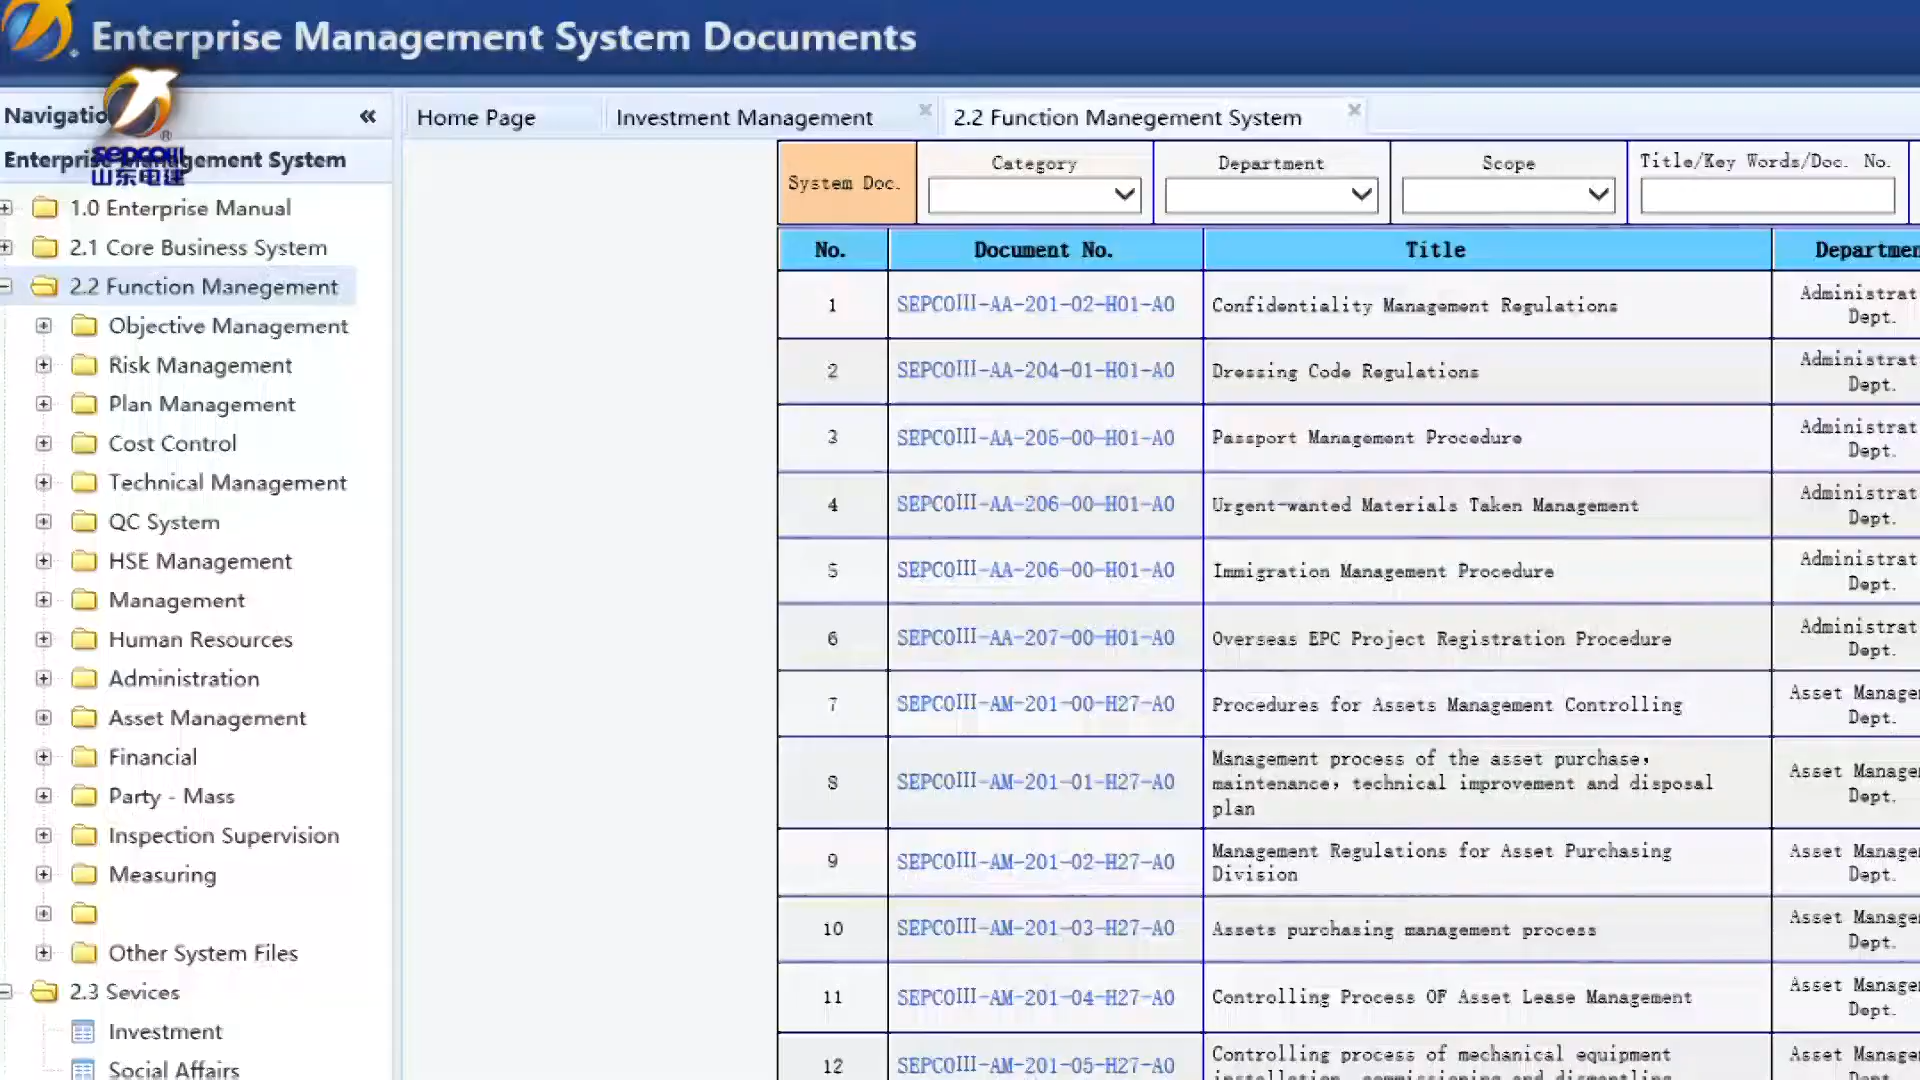 Enterprise Management System Documents
Navigatio
«
Home Page
Investment Management
2.2 Function Manegement System
SEPCOIII
山东电建
Enterprise Management System
1.0 Enterprise Manual
2.1 Core Business System
2.2 Function Manegement
Objective Management
Risk Management
Plan Management
Cost Control
Technical Management
QC System
HSE Management
Management
Human Resources
Administration
Asset Management
Financial
Party - Mass
Inspection Supervision
Measuring
Other System Files
2.3 Sevices
Investment
Social Affairs
System Doc.
Category
Department
Scope
Title/Key Words/Doc. No.
No.
Document No.
Title
Departmen
1
SEPCOIII-AA-201-02-H01-A0
Confidentiality Management Regulations
Administrat
Dept.
2
SEPCOIII-AA-204-01-H01-A0
Dressing Code Regulations
Administrat
Dept.
3
SEPCOIII-AA-205-00-H01-A0
Passport Management Procedure
Administrat
Dept.
4
SEPCOIII-AA-206-00-H01-A0
Urgent-wanted Materials Taken Management
Administrat
Dept.
5
SEPCOIII-AA-206-00-H01-A0
Immigration Management Procedure
Administrat
Dept.
6
SEPCOIII-AA-207-00-H01-A0
Overseas EPC Project Registration Procedure
Administrat
Dept.
7
SEPCOIII-AM-201-00-H27-A0
Procedures for Assets Management Controlling
Asset Manage
Dept.
8
SEPCOIII-AM-201-01-H27-A0
Management process of the asset purchase,
maintenance, technical improvement and disposal
plan
Asset Manage
Dept.
9
SEPCOIII-AM-201-02-H27-A0
Management Regulations for Asset Purchasing
Division
Asset Manage
Dept.
10
SEPCOIII-AM-201-03-H27-A0
Assets purchasing management process
Asset Manage
Dept.
11
SEPCOIII-AM-201-04-H27-A0
Controlling Process OF Asset Lease Management
Asset Manage
Dept.
12
SEPCOIII-AM-201-05-H27-A0
Controlling process of mechanical equipment
installation, commissioning and dismantling
Asset Manage
Dept.